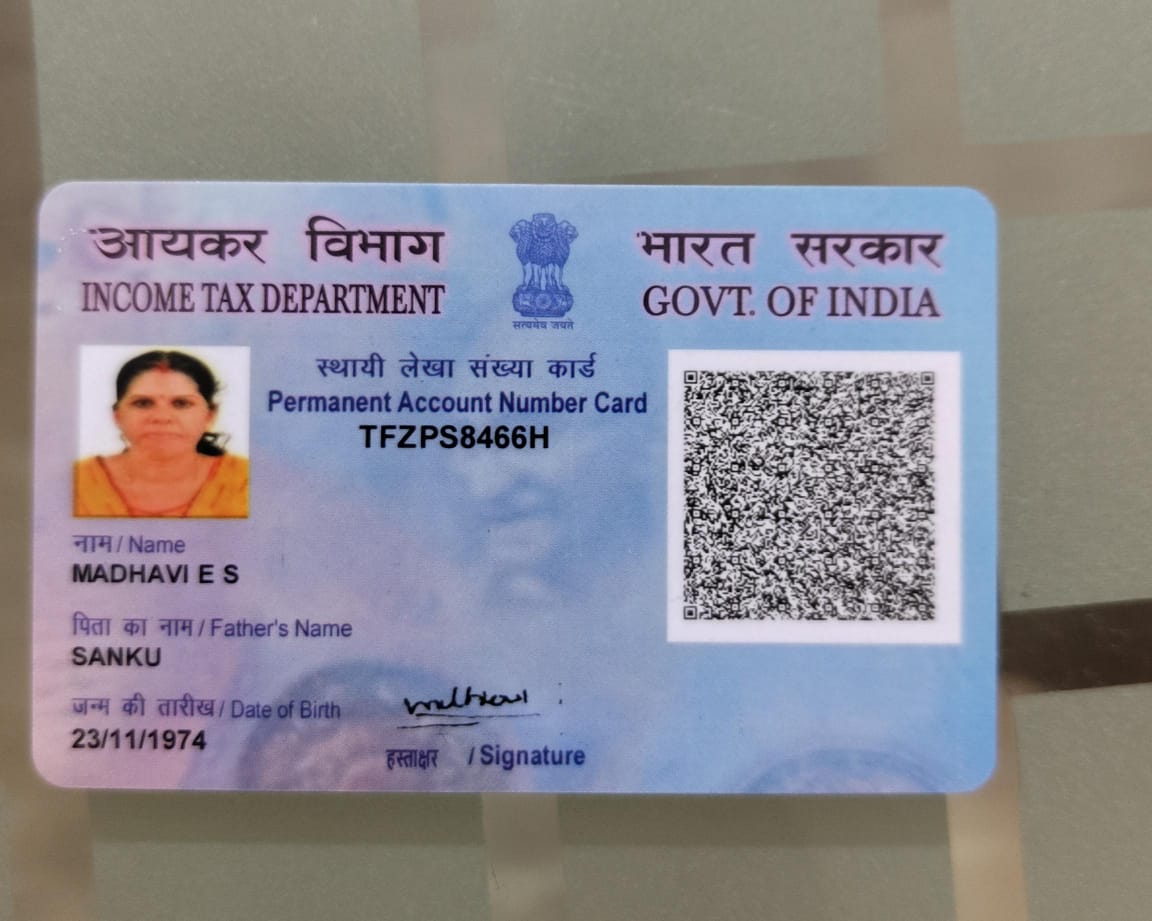 आयकर विभाग
INCOME TAX DEPARTMENT
सत्यमेव जयते
भारत सरकार
GOVT. OF INDIA
स्थायी लेखा संख्या कार्ड
Permanent Account Number Card
TFZPS8466H
नाम / Name
MADHAVI E S
पिता का नाम / Father's Name
SANKU
जन्म की तारीख / Date of Birth
23/11/1974
हस्ताक्षर / Signature